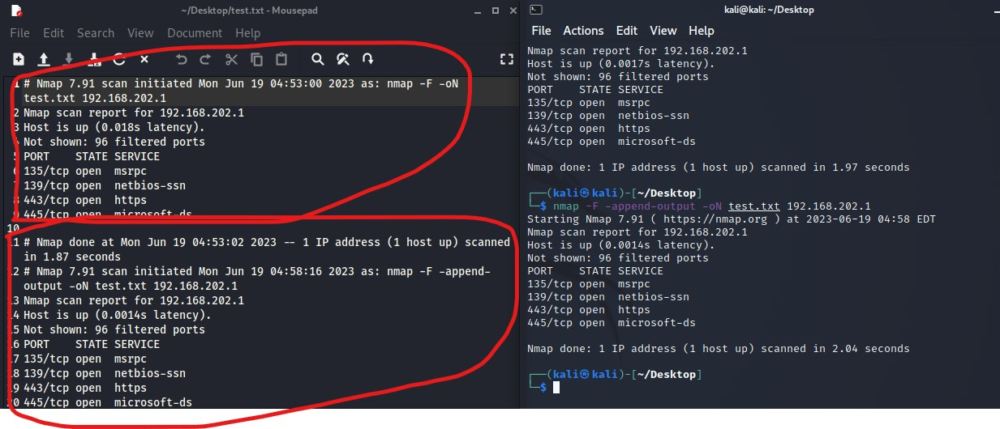 ~/Desktop/test.txt - Mousepad
File Edit Search View Document Help
1 # Nmap 7.91 scan initiated Mon Jun 19 04:53:00 2023 as: nmap -F -oN
test.txt 192.168.202.1
2 Nmap scan report for 192.168.202.1
3 Host is up (0.018s latency).
4 Not shown: 96 filtered ports
5 PORT    STATE SERVICE
6 135/tcp open  msrpc
7 139/tcp open  netbios-ssn
8 443/tcp open  https
9 445/tcp open  microsoft-ds
10
11 # Nmap done at Mon Jun 19 04:53:02 2023 -- 1 IP address (1 host up) scanned
in 1.87 seconds
12 # Nmap 7.91 scan initiated Mon Jun 19 04:58:16 2023 as: nmap -F -append-
output -oN test.txt 192.168.202.1
13 Nmap scan report for 192.168.202.1
14 Host is up (0.0014s latency).
15 Not shown: 96 filtered ports
16 PORT    STATE SERVICE
17 135/tcp open  msrpc
18 139/tcp open  netbios-ssn
19 443/tcp open  https
20 445/tcp open  microsoft-ds
kali@kali: ~/Desktop
File Actions Edit View Help
Nmap scan report for 192.168.202.1
Host is up (0.0017s latency).
Not shown: 96 filtered ports
PORT    STATE SERVICE
135/tcp open  msrpc
139/tcp open  netbios-ssn
443/tcp open  https
445/tcp open  microsoft-ds
Nmap done: 1 IP address (1 host up) scanned in 1.97 seconds
┌──(kali㉿kali)-[~/Desktop]
└─$ nmap -F -append-output -oN test.txt 192.168.202.1
Starting Nmap 7.91 ( https://nmap.org ) at 2023-06-19 04:58 EDT
Nmap scan report for 192.168.202.1
Host is up (0.0014s latency).
Not shown: 96 filtered ports
PORT    STATE SERVICE
135/tcp open  msrpc
139/tcp open  netbios-ssn
443/tcp open  https
445/tcp open  microsoft-ds
Nmap done: 1 IP address (1 host up) scanned in 2.04 seconds
┌──(kali㉿kali)-[~/Desktop]
└─$